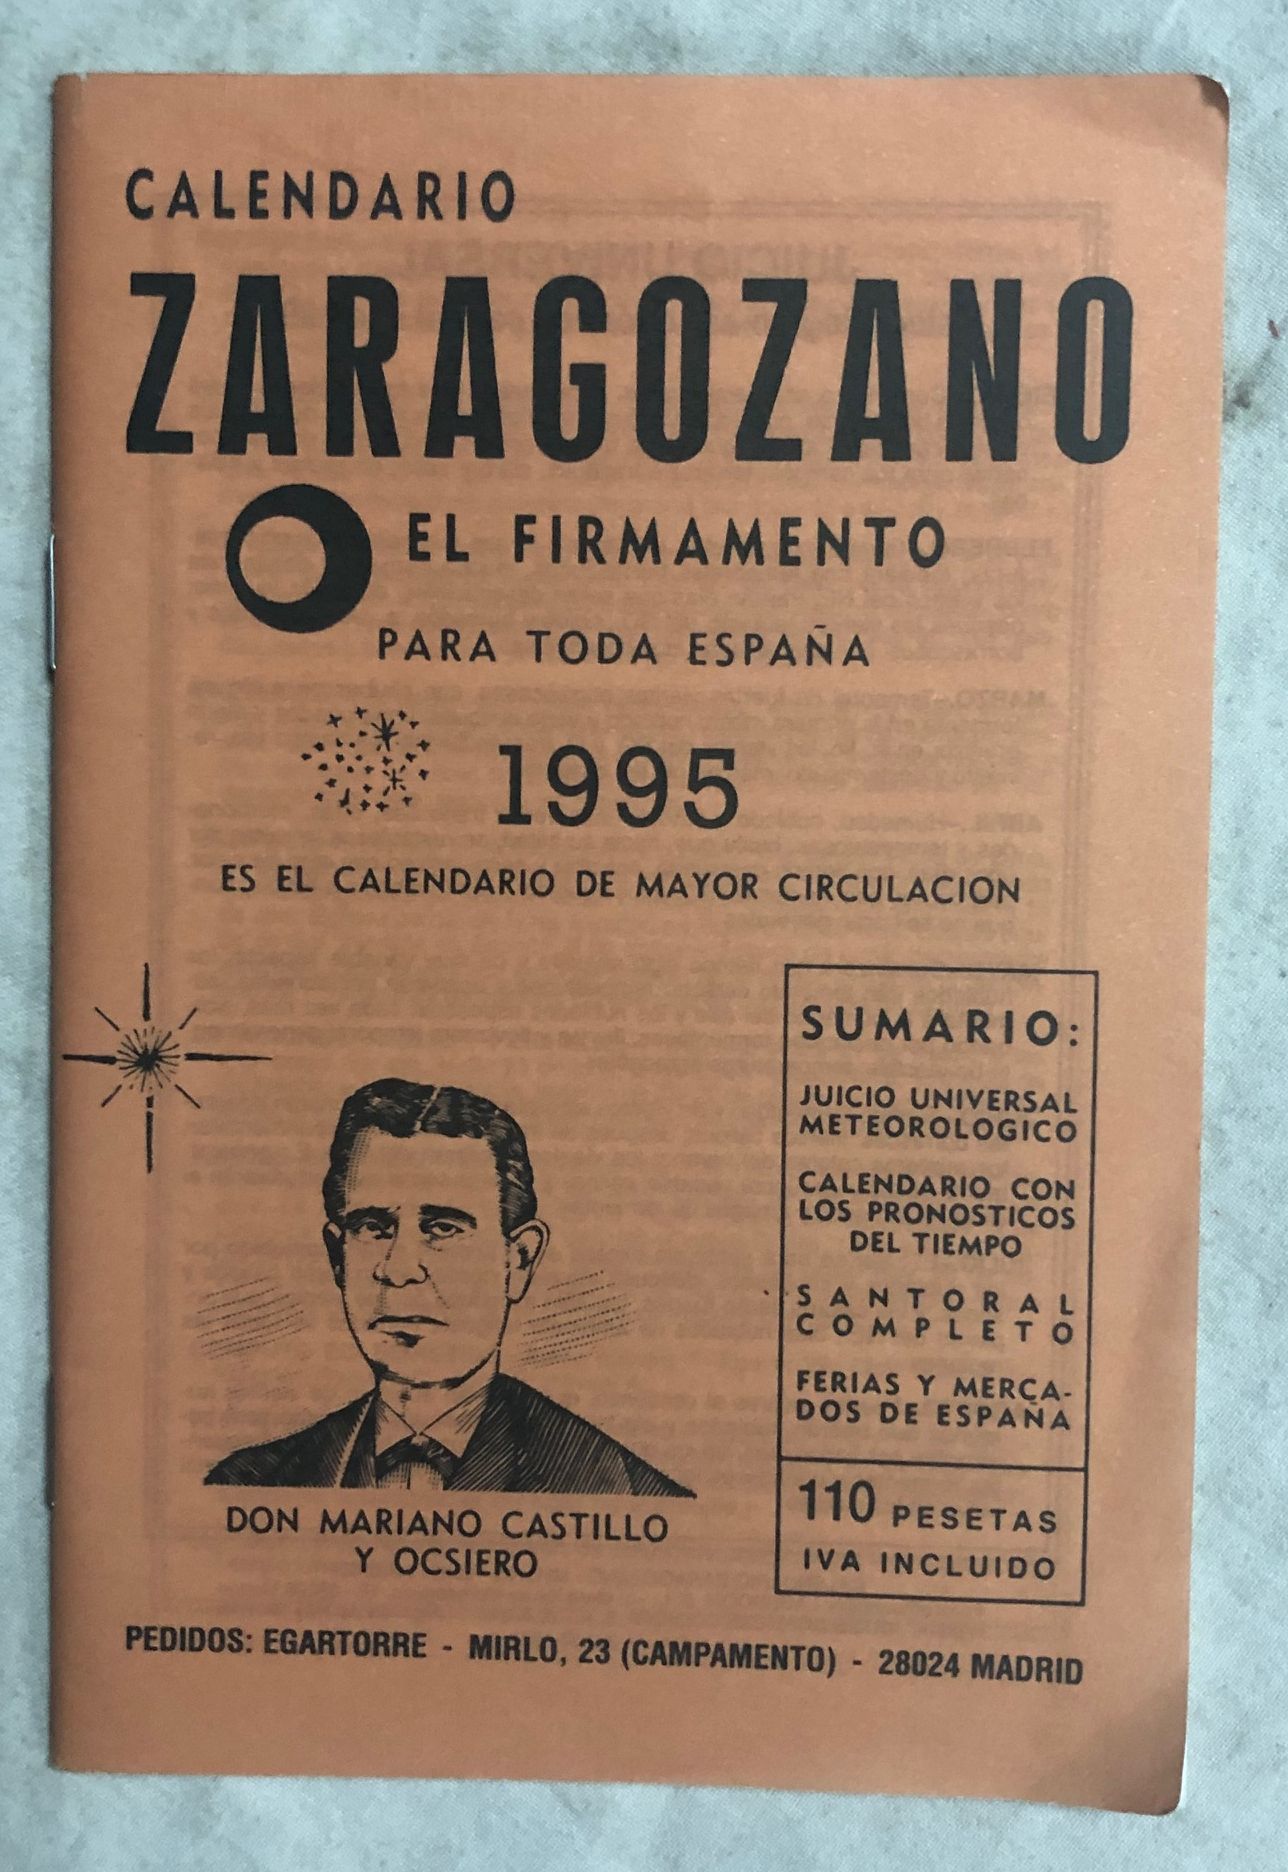 CALENDARIO
ZARAGOZANO
EL FIRMAMENTO
PARA TODA ESPAÑA
1995
ES EL CALENDARIO DE MAYOR CIRCULACION
SUMARIO:
JUICIO UNIVERSAL
METEOROLOGICO
CALENDARIO CON
LOS PRONOSTICOS
DEL TIEMPO
SANTORAL
COMPLETO
FERIAS Y MERCA-
DOS DE ESPAÑA
110 PESETAS
IVA INCLUIDO
DON MARIANO CASTILLO
Y OCSIERO
PEDIDOS: EGARTORRE - MIRLO, 23 (CAMPAMENTO) - 28024 MADRID